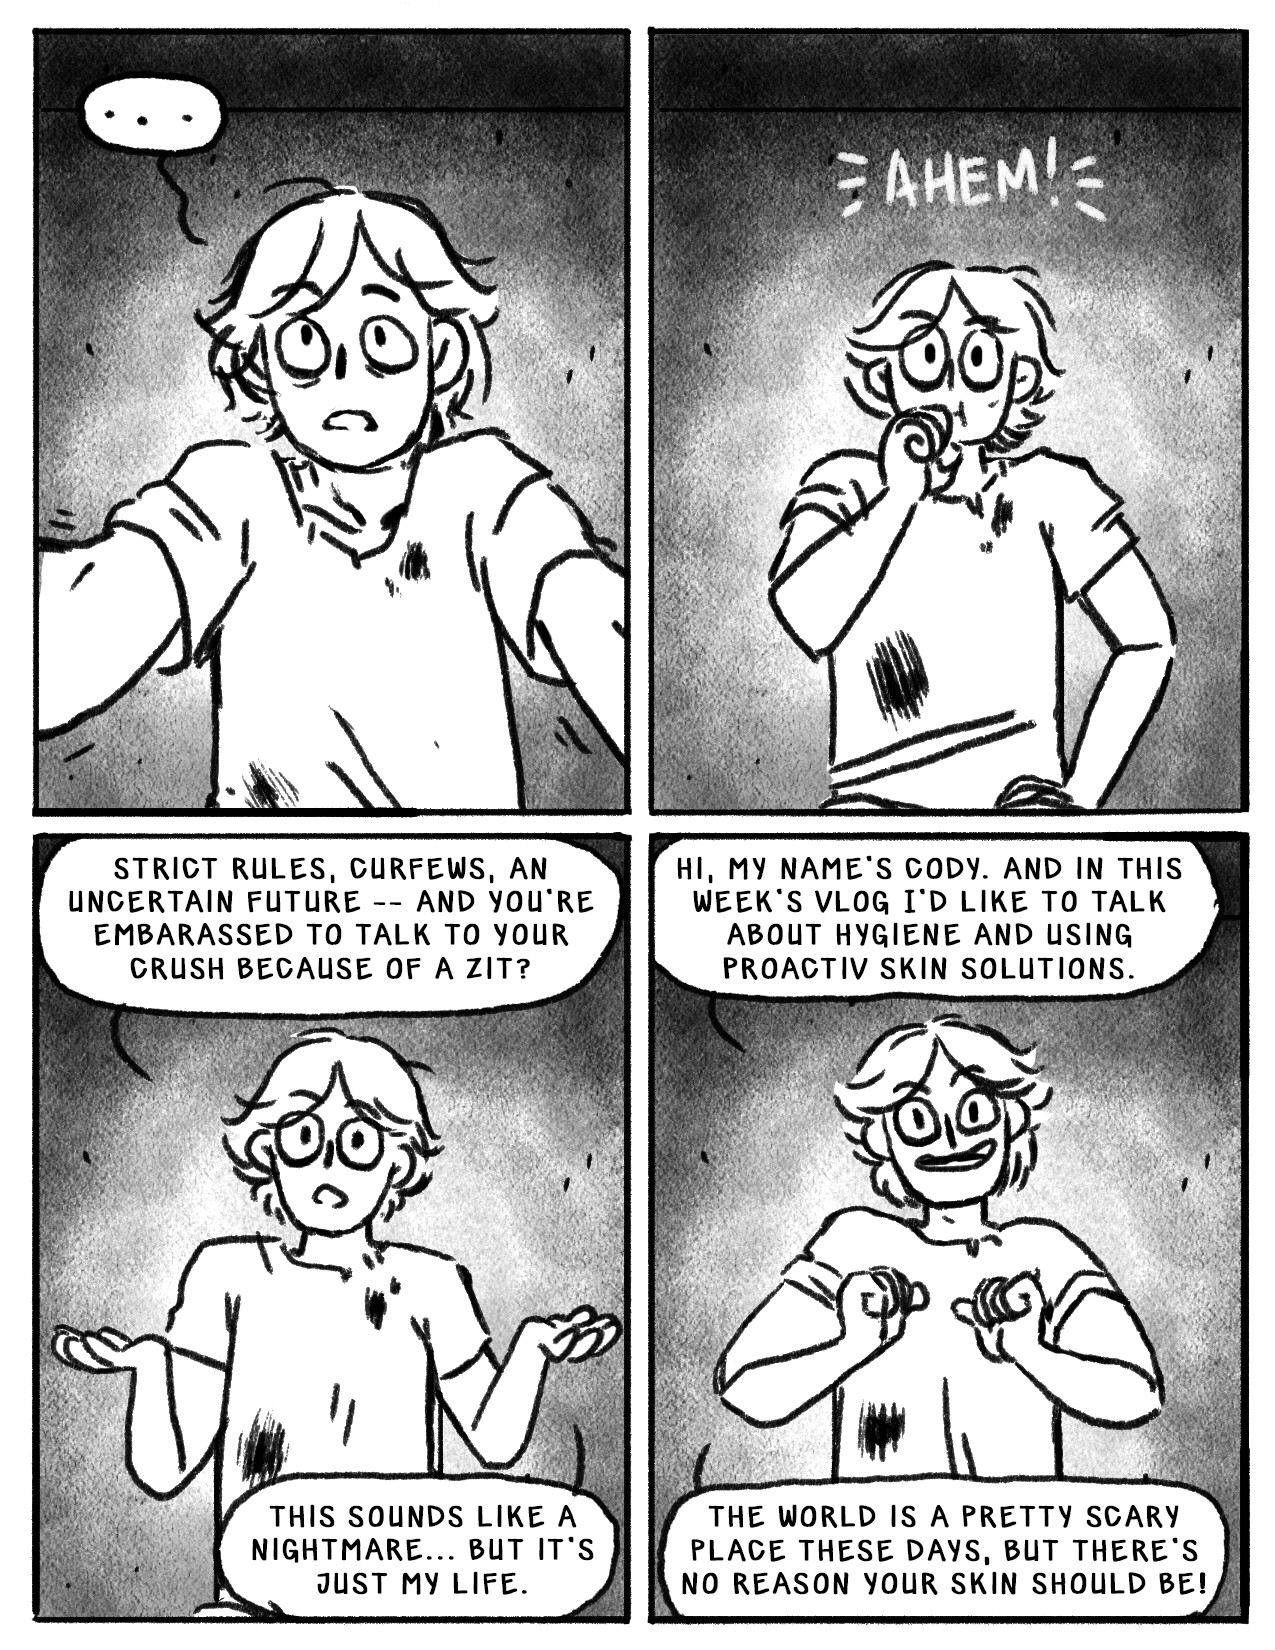 ...
AHEM!
STRICT RULES, CURFEWS, AN
UNCERTAIN FUTURE -- AND YOU'RE
EMBARASSED TO TALK TO YOUR
CRUSH BECAUSE OF A ZIT?
THIS SOUNDS LIKE A
NIGHTMARE... BUT IT'S
JUST MY LIFE.
HI, MY NAME'S CODY. AND IN THIS
WEEK'S VLOG I'D LIKE TO TALK
ABOUT HYGIENE AND USING
PROACTIV SKIN SOLUTIONS.
THE WORLD IS A PRETTY SCARY
PLACE THESE DAYS, BUT THERE'S
NO REASON YOUR SKIN SHOULD BE!